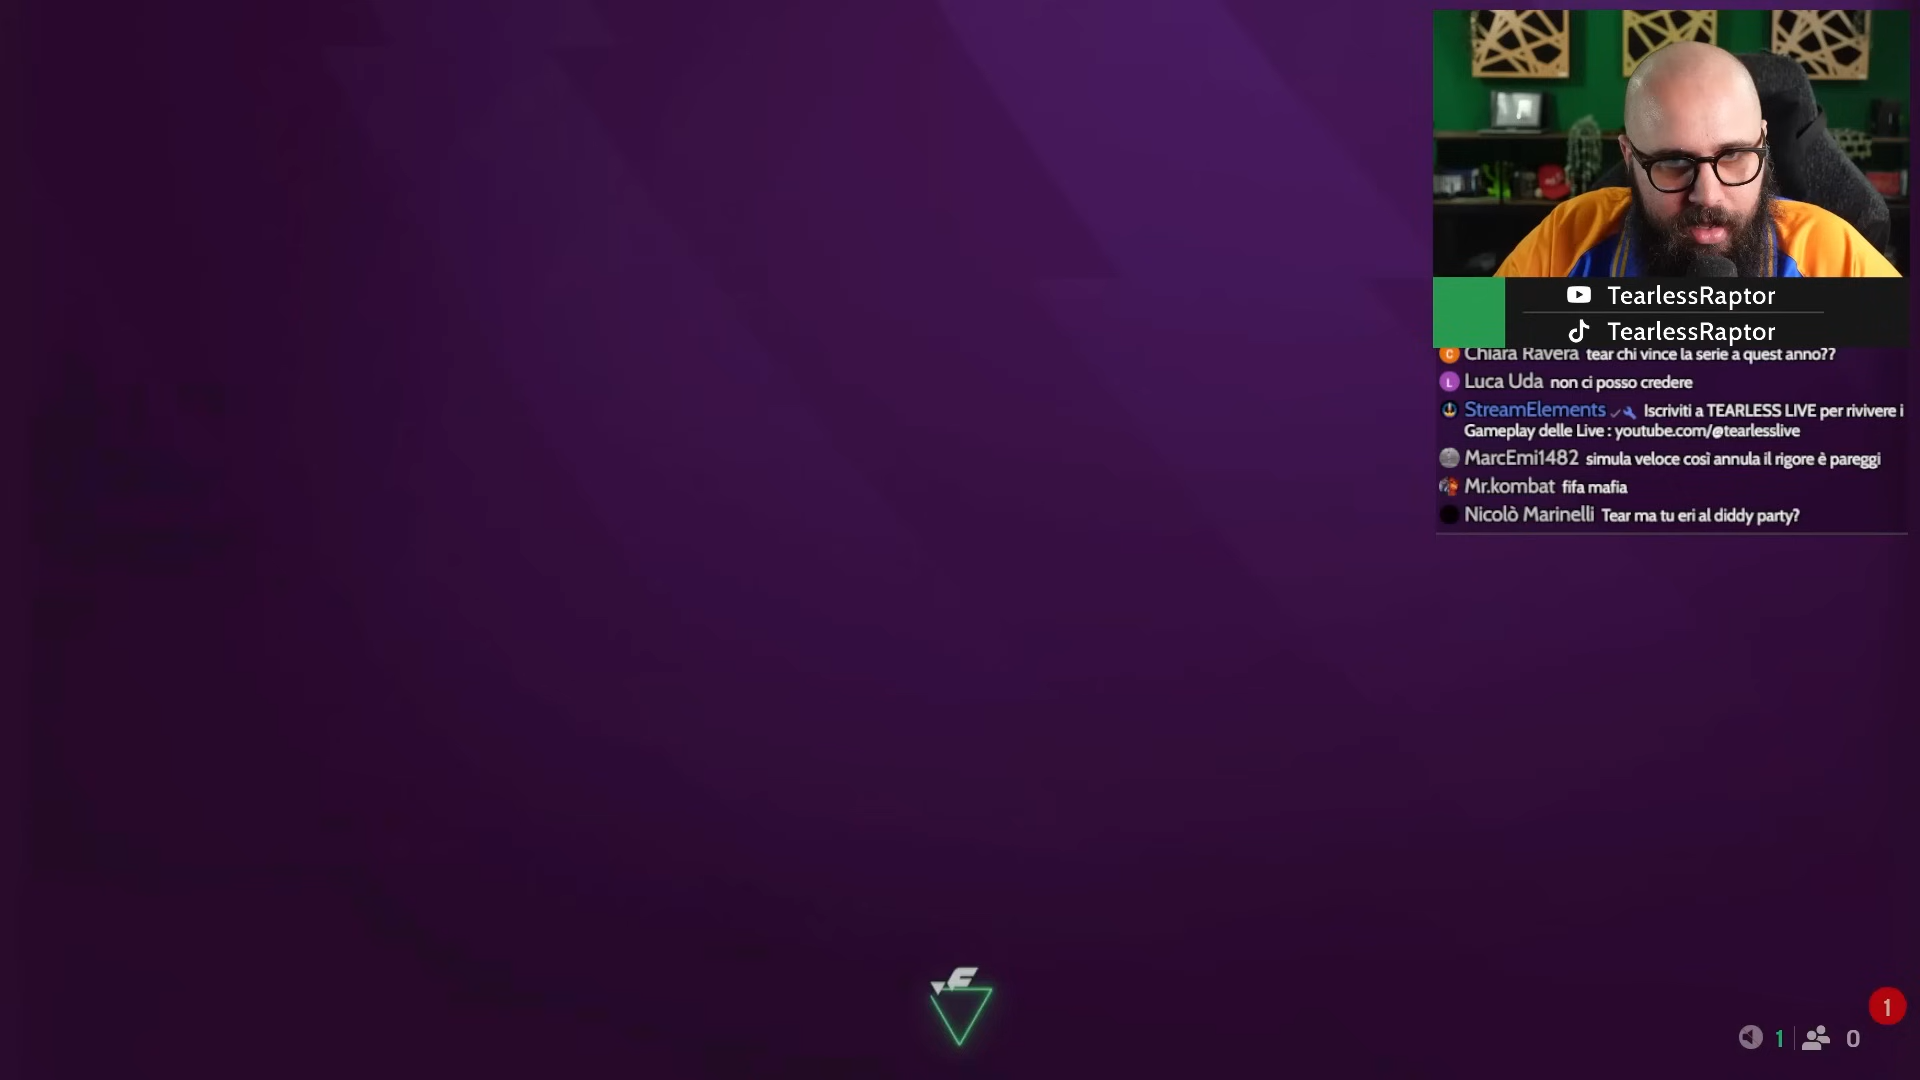 TearlessRaptor
TearlessRaptor
Chiara Ravera tear chi vince la serie a quest anno??
Luca Uda non ci posso credere
StreamElements Iscriviti a TEARLESS LIVE per rivivere i
Gameplay delle Live : youtube.com/@tearlesslive
MarcEmi1482 simula veloce così annula il rigore è pareggi
Mr.kombat fifa mafia
Nicolò Marinelli Tear ma tu eri al diddy party?
1
1 0